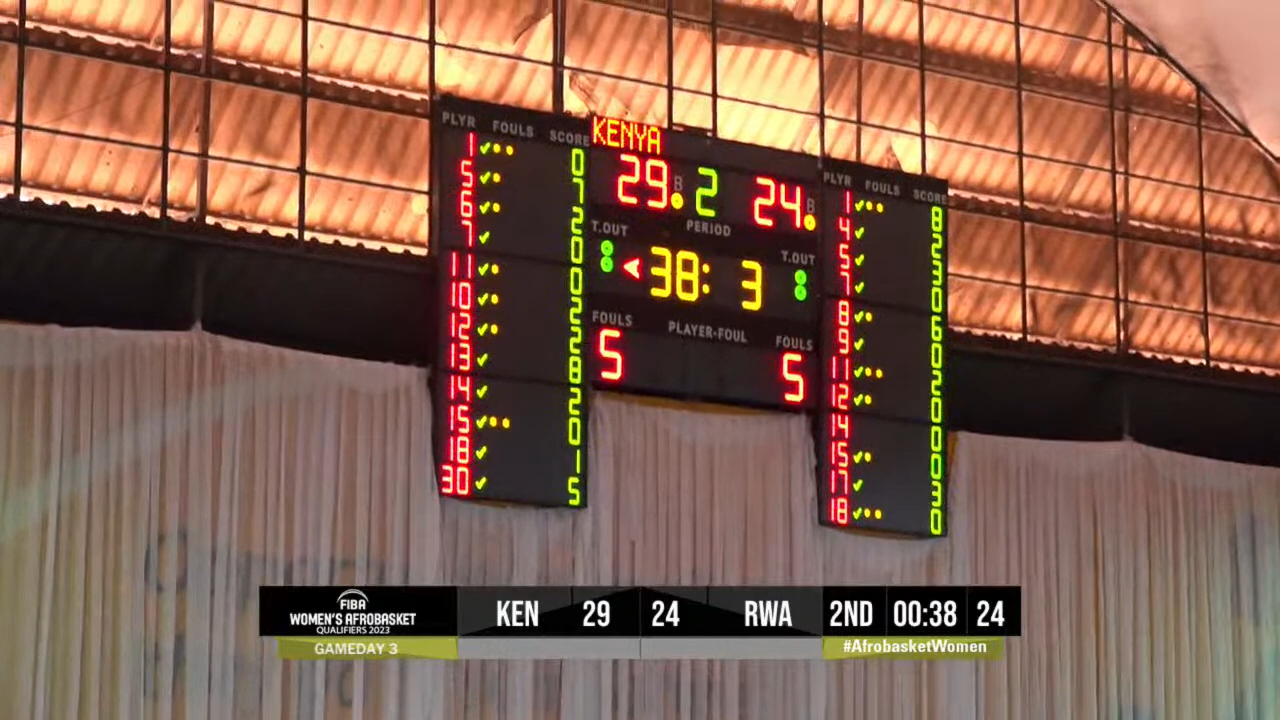 KENYA
PLYR FOULS SCORE
1 0
5 7
6 2
7 0
11 0
10 2
12 2
13 8
14 2
15 0
18 1
30 5
29 B 2 24 B
PERIOD
T.OUT T.OUT
38: 3
FOULS PLAYER-FOUL FOULS
5 5
PLYR FOULS SCORE
1 8
4 2
5 3
7 0
8 6
9 0
11 2
12 0
14 0
15 0
17 3
18 0
FIBA
WOMEN'S AFROBASKET
QUALIFIERS 2023
KEN 29 24 RWA 2ND 00:38 24
GAMEDAY 3
#AfrobasketWomen